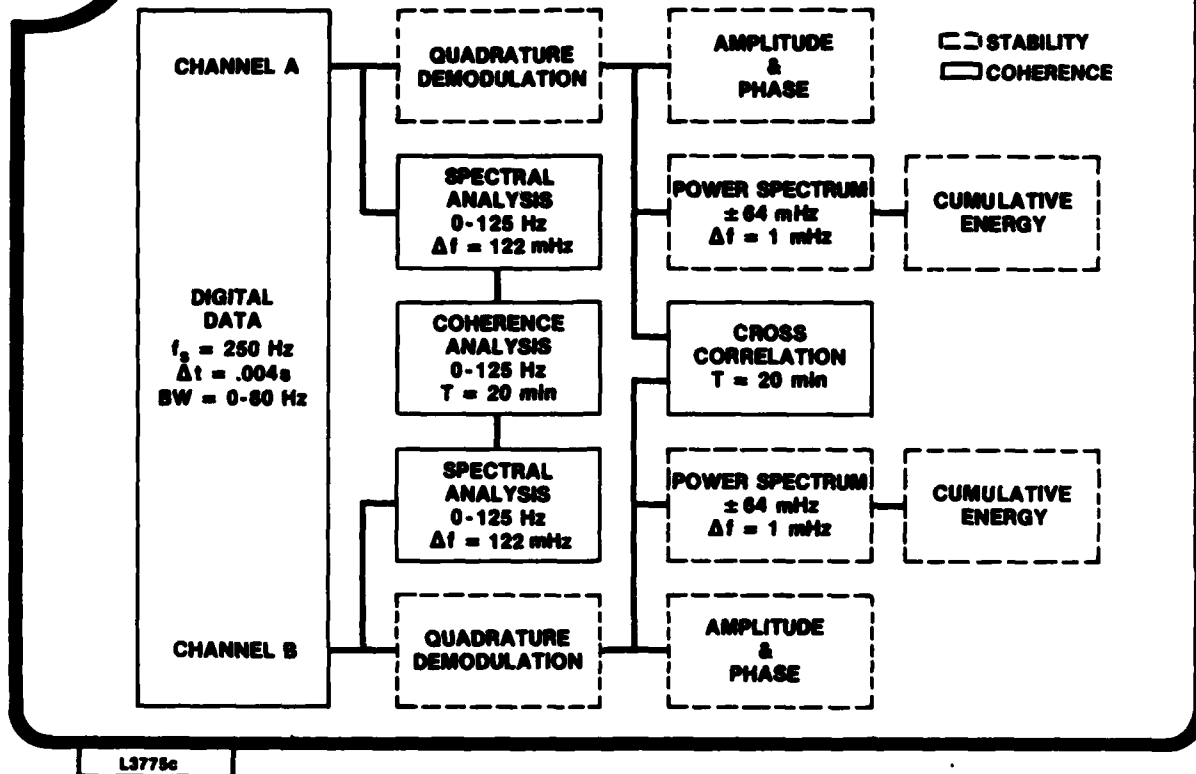 CHANNEL A
QUADRATURE
DEMODULATION
AMPLITUDE
&
PHASE
STABILITY
COHERENCE
SPECTRAL
ANALYSIS
0-125 Hz
Δf = 122 mHz
POWER SPECTRUM
± 64 mHz
Δf = 1 mHz
CUMULATIVE
ENERGY
DIGITAL
DATA
fs = 250 Hz
Δt = .004s
BW = 0-80 Hz
COHERENCE
ANALYSIS
0-125 Hz
T = 20 min
CROSS
CORRELATION
T = 20 min
SPECTRAL
ANALYSIS
0-125 Hz
Δf = 122 mHz
POWER SPECTRUM
± 64 mHz
Δf = 1 mHz
CUMULATIVE
ENERGY
CHANNEL B
QUADRATURE
DEMODULATION
AMPLITUDE
&
PHASE
L3775c